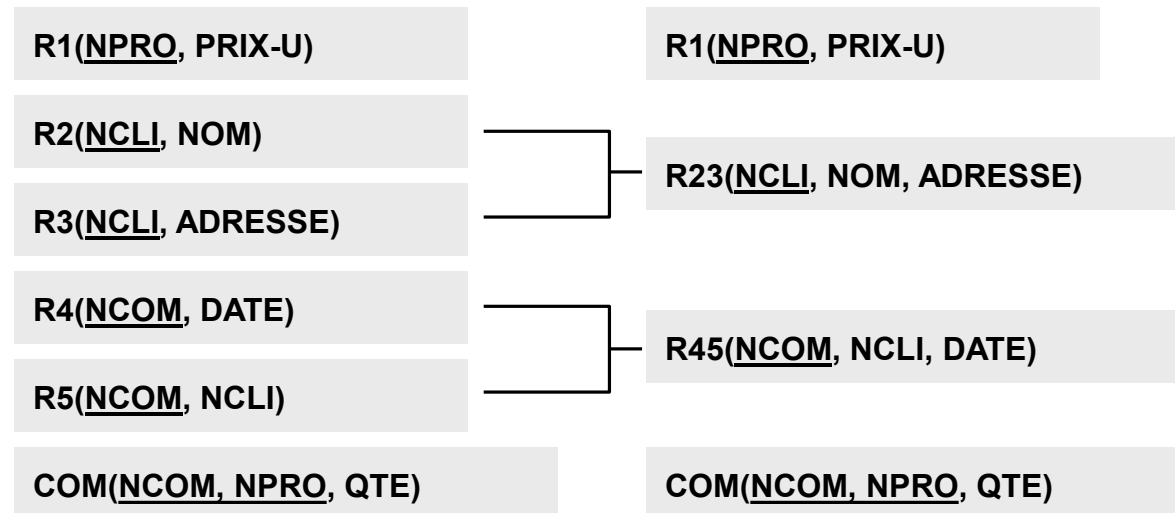 R1(NPRO, PRIX-U)
R2(NCLI, NOM)
R3(NCLI, ADRESSE)
R4(NCOM, DATE)
R5(NCOM, NCLI)
COM(NCOM, NPRO, QTE)
R1(NPRO, PRIX-U)
R23(NCLI, NOM, ADRESSE)
R45(NCOM, NCLI, DATE)
COM(NCOM, NPRO, QTE)